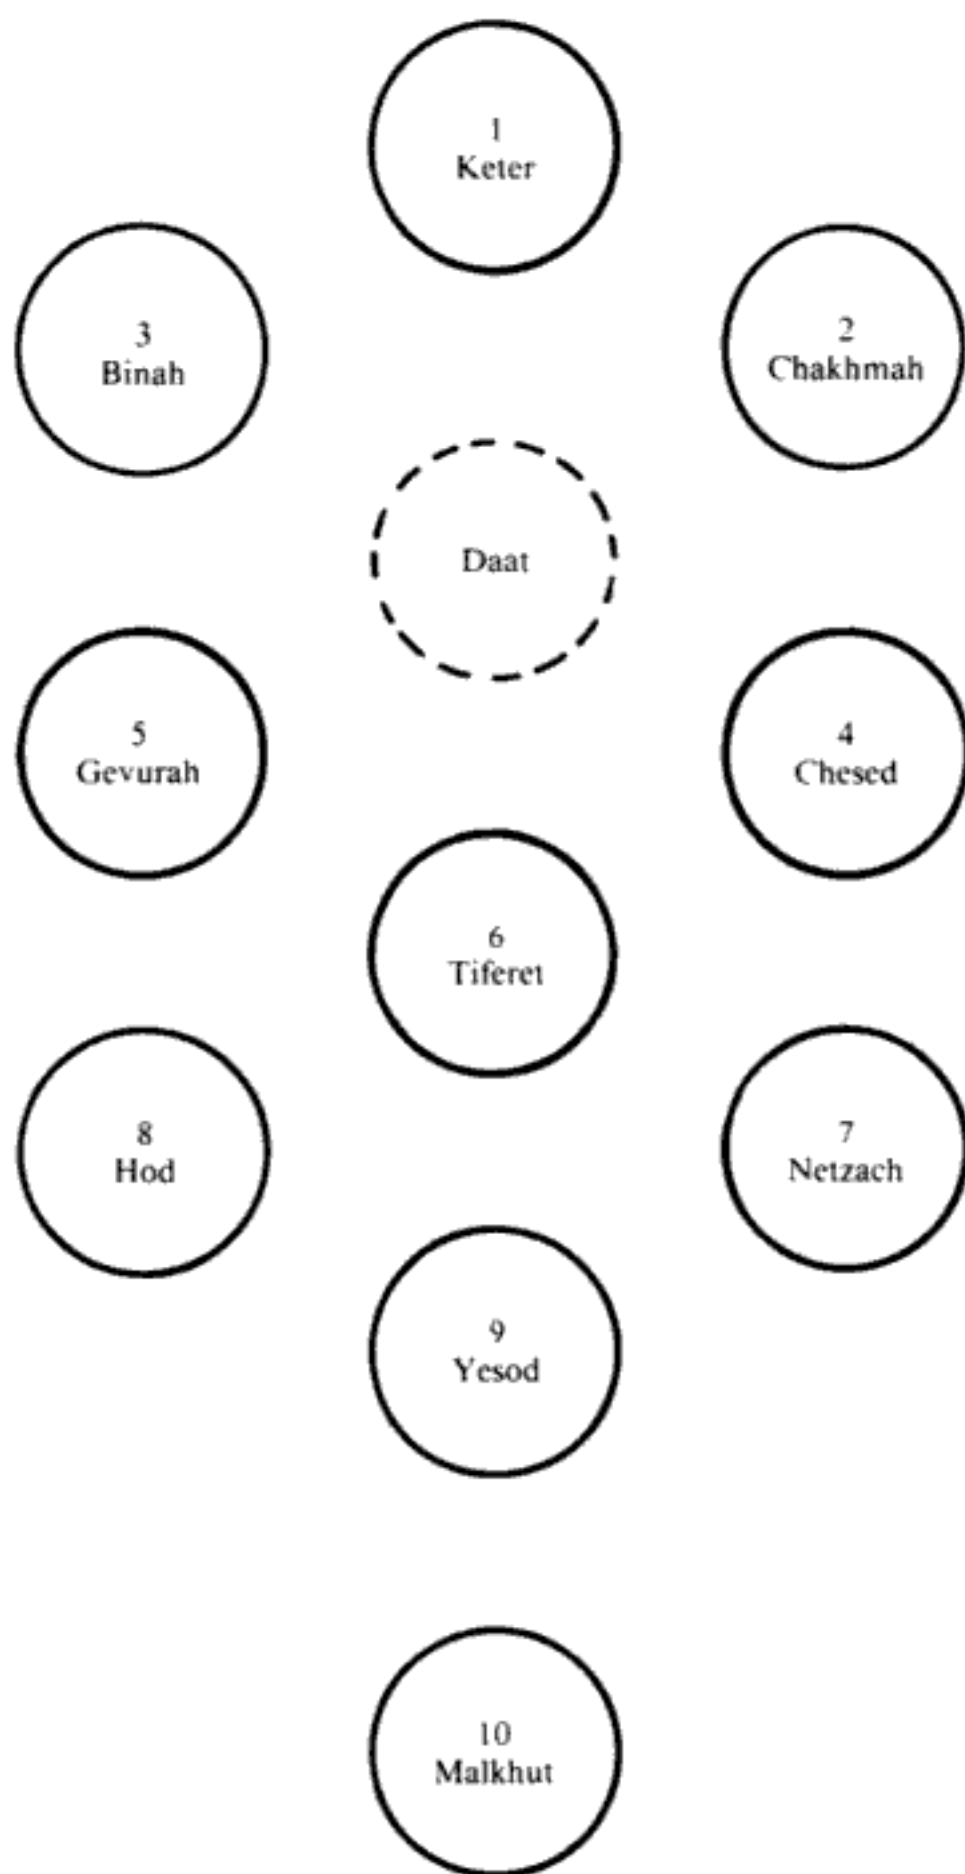 1
Keter
3
Binah
2
Chakhmah
Daat
5
Gevurah
4
Chesed
6
Tiferet
8
Hod
7
Netzach
9
Yesod
10
Malkhut